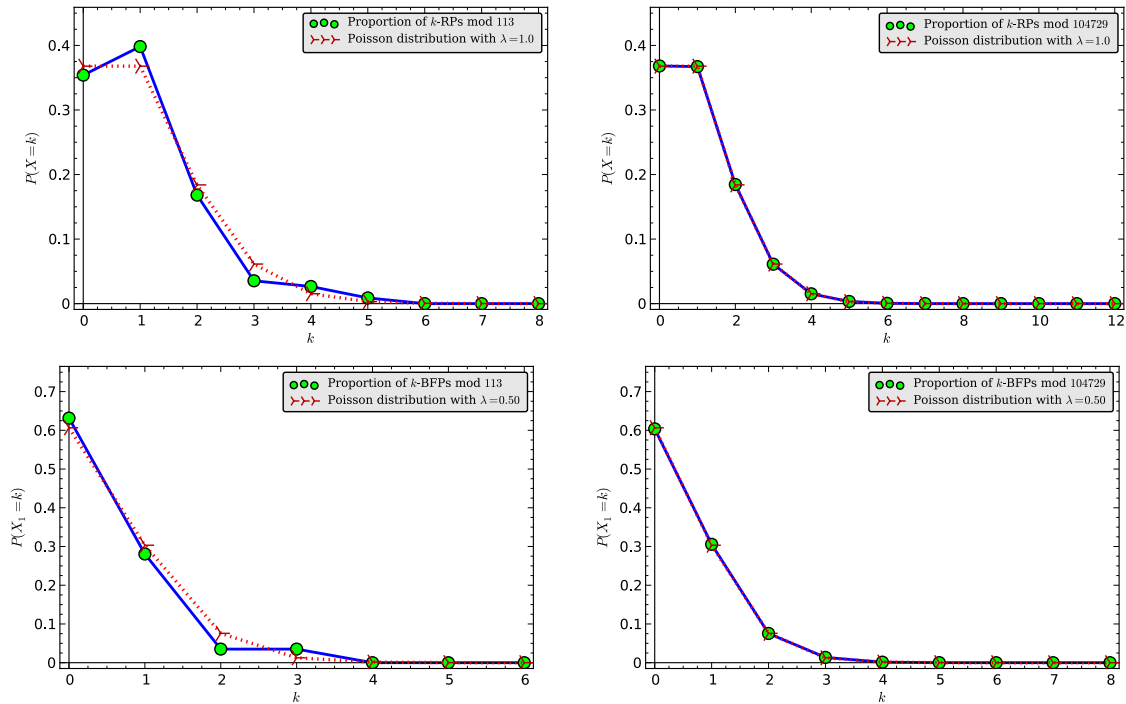 Proportion of k-RPs mod 113
Poisson distribution with λ=1.0
0.4
0.3
0.2
0.1
0
P(X=k)
0 1 2 3 4 5 6 7 8
k
Proportion of k-RPs mod 104729
Poisson distribution with λ=1.0
0.4
0.3
0.2
0.1
0
P(X=k)
0 2 4 6 8 10 12
k
Proportion of k-BFPs mod 113
Poisson distribution with λ=0.50
0.7
0.6
0.5
0.4
0.3
0.2
0.1
0
P(X₁=k)
0 1 2 3 4 5 6
k
Proportion of k-BFPs mod 104729
Poisson distribution with λ=0.50
0.7
0.6
0.5
0.4
0.3
0.2
0.1
0
P(X₁=k)
0 1 2 3 4 5 6 7 8
k